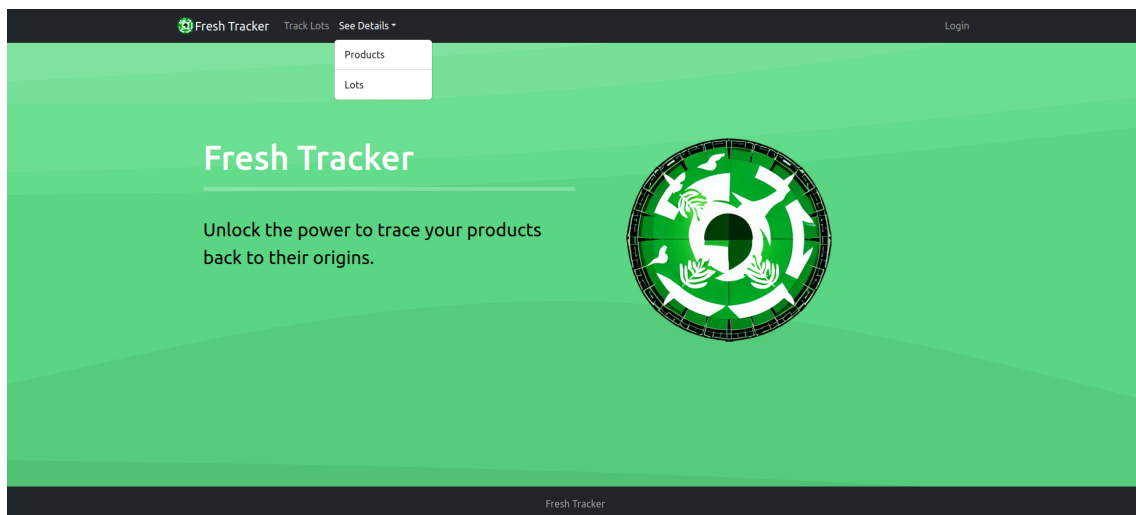 Fresh Tracker Track Lots See Details Login
Products
Lots
Fresh Tracker
Unlock the power to trace your products
back to their origins.
Fresh Tracker